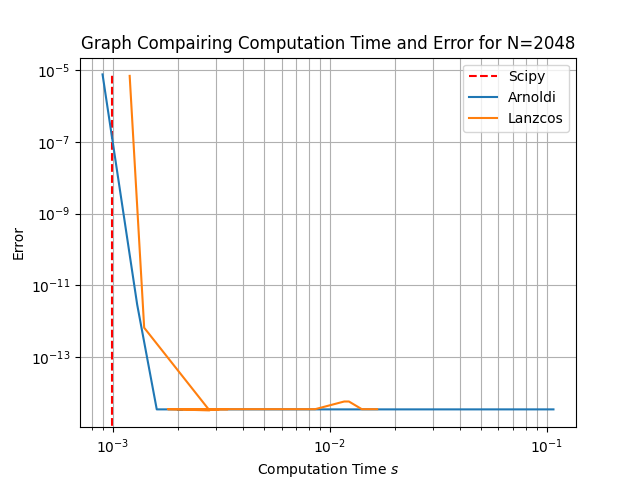 Graph Compairing Computation Time and Error for N=2048
Scipy
Arnoldi
Lanzcos
Error
10⁻⁵
10⁻⁷
10⁻⁹
10⁻¹¹
10⁻¹³
10⁻³
10⁻²
10⁻¹
Computation Time s